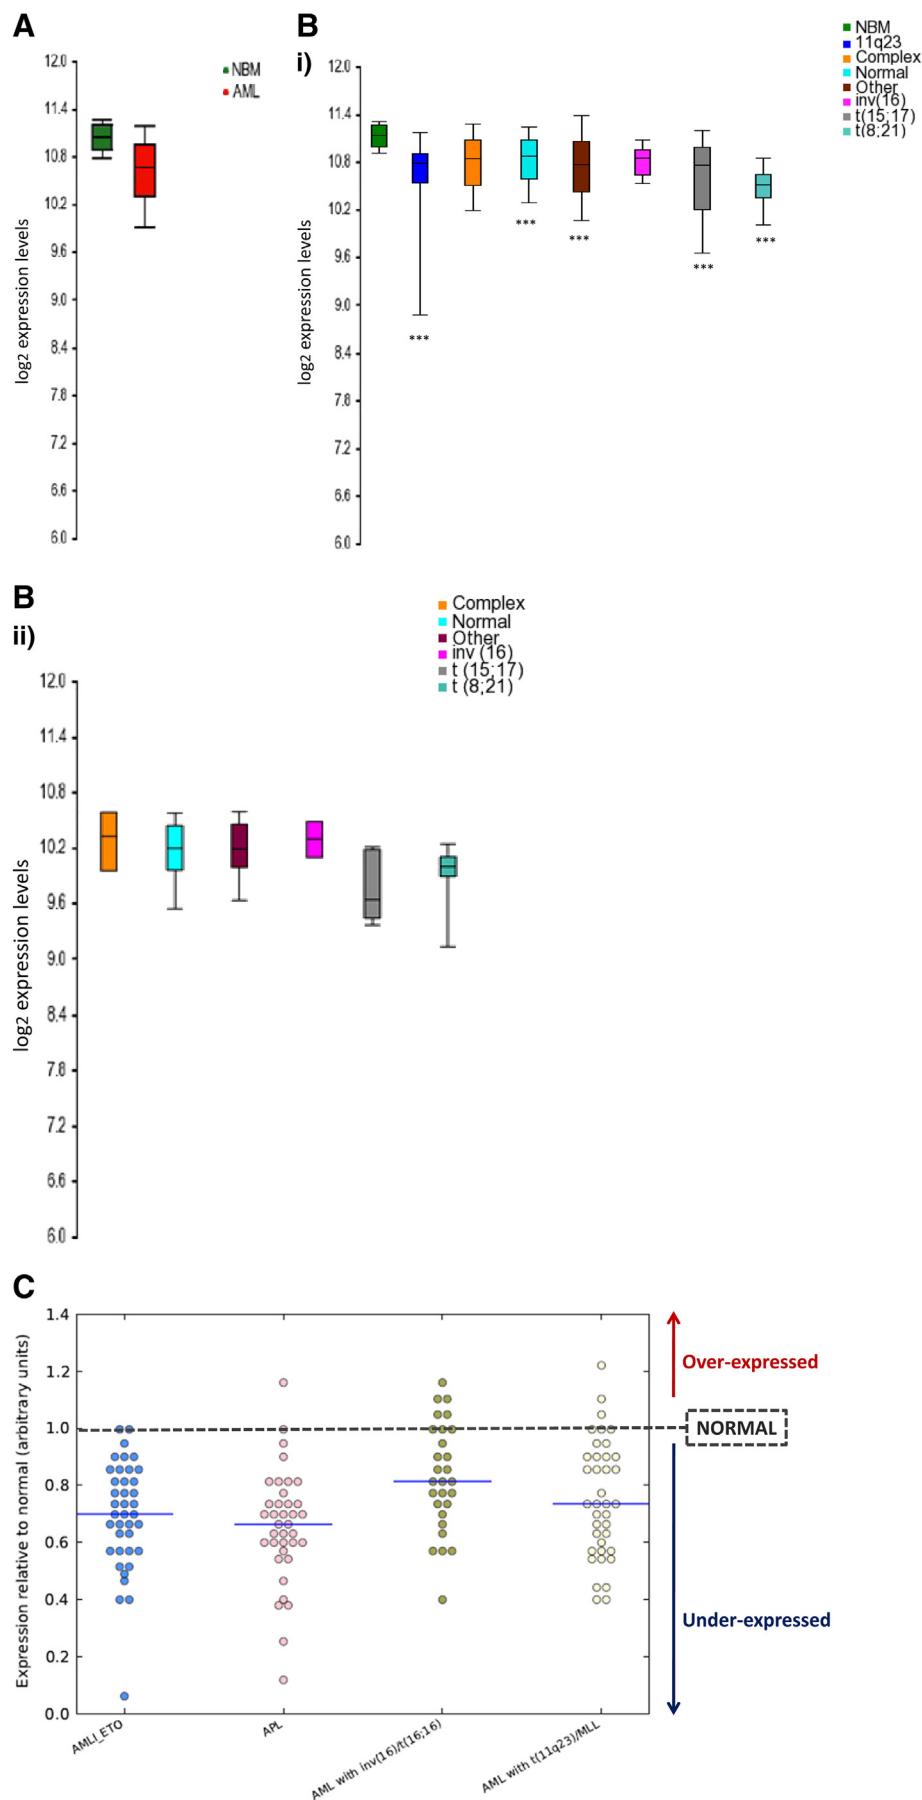 A
12.0
11.4
10.8
10.2
9.6
9.0
8.4
7.8
7.2
6.6
6.0
log2 expression levels
NBM
AML
B
i)
12.0
11.4
10.8
10.2
9.6
9.0
8.4
7.8
7.2
6.6
6.0
log2 expression levels
NBM
11q23
Complex
Normal
Other
inv(16)
t(15;17)
t(8;21)
***
***
***
***
***
B
ii)
Complex
Normal
Other
inv (16)
t (15;17)
t (8;21)
12.0
11.4
10.8
10.2
9.6
9.0
8.4
7.8
7.2
6.6
6.0
log2 expression levels
C
1.4
1.2
1.0
0.8
0.6
0.4
0.2
0.0
Expression relative to normal (arbitrary units)
AMLI_ETO
APL
AML with inv(16)/t(16;16)
AML with t(11q23)/MLL
Over-expressed
NORMAL
Under-expressed